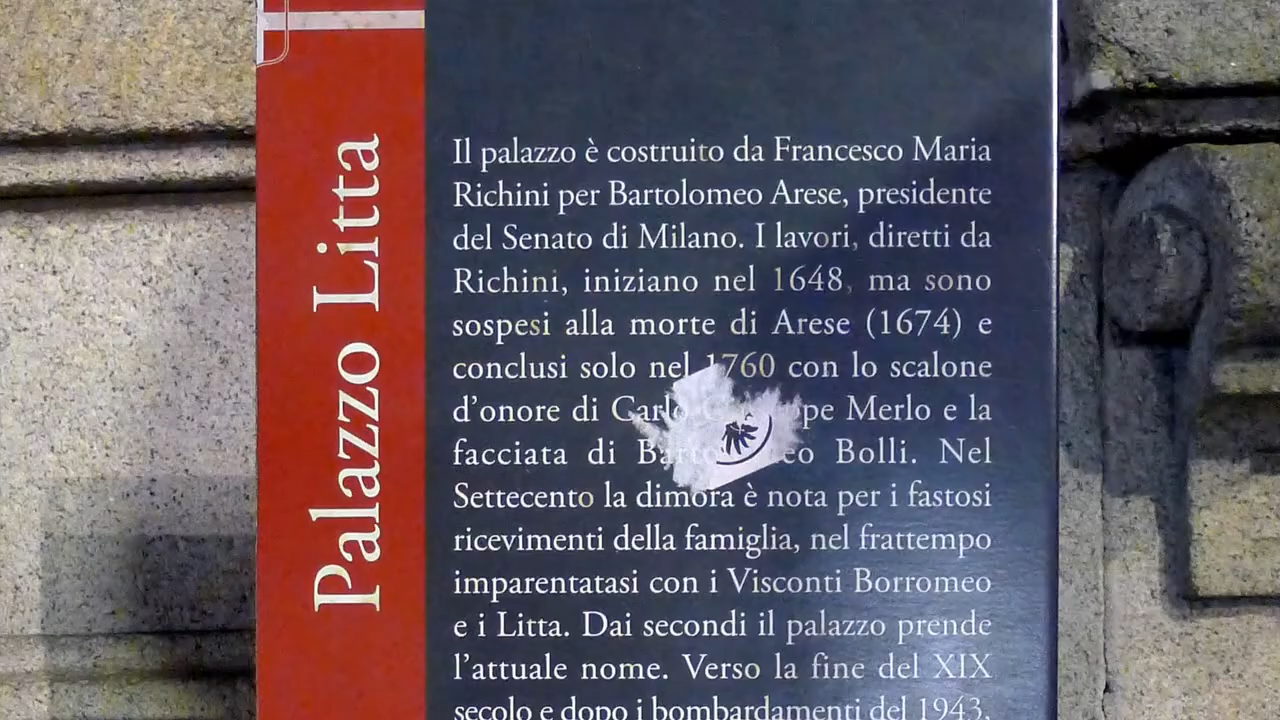 Palazzo Litta
Il palazzo è costruito da Francesco Maria
Richini per Bartolomeo Arese, presidente
del Senato di Milano. I lavori, diretti da
Richini, iniziano nel 1648, ma sono
sospesi alla morte di Arese (1674) e
conclusi solo nel 1760 con lo scalone
d'onore di Carlo Merlo e la
facciata di Bolli. Nel
Settecento la dimora è nota per i fastosi
ricevimenti della famiglia, nel frattempo
imparentatasi con i Visconti Borromeo
e i Litta. Dai secondi il palazzo prende
l'attuale nome. Verso la fine del XIX
secolo e dopo i bombardamenti del 1943,